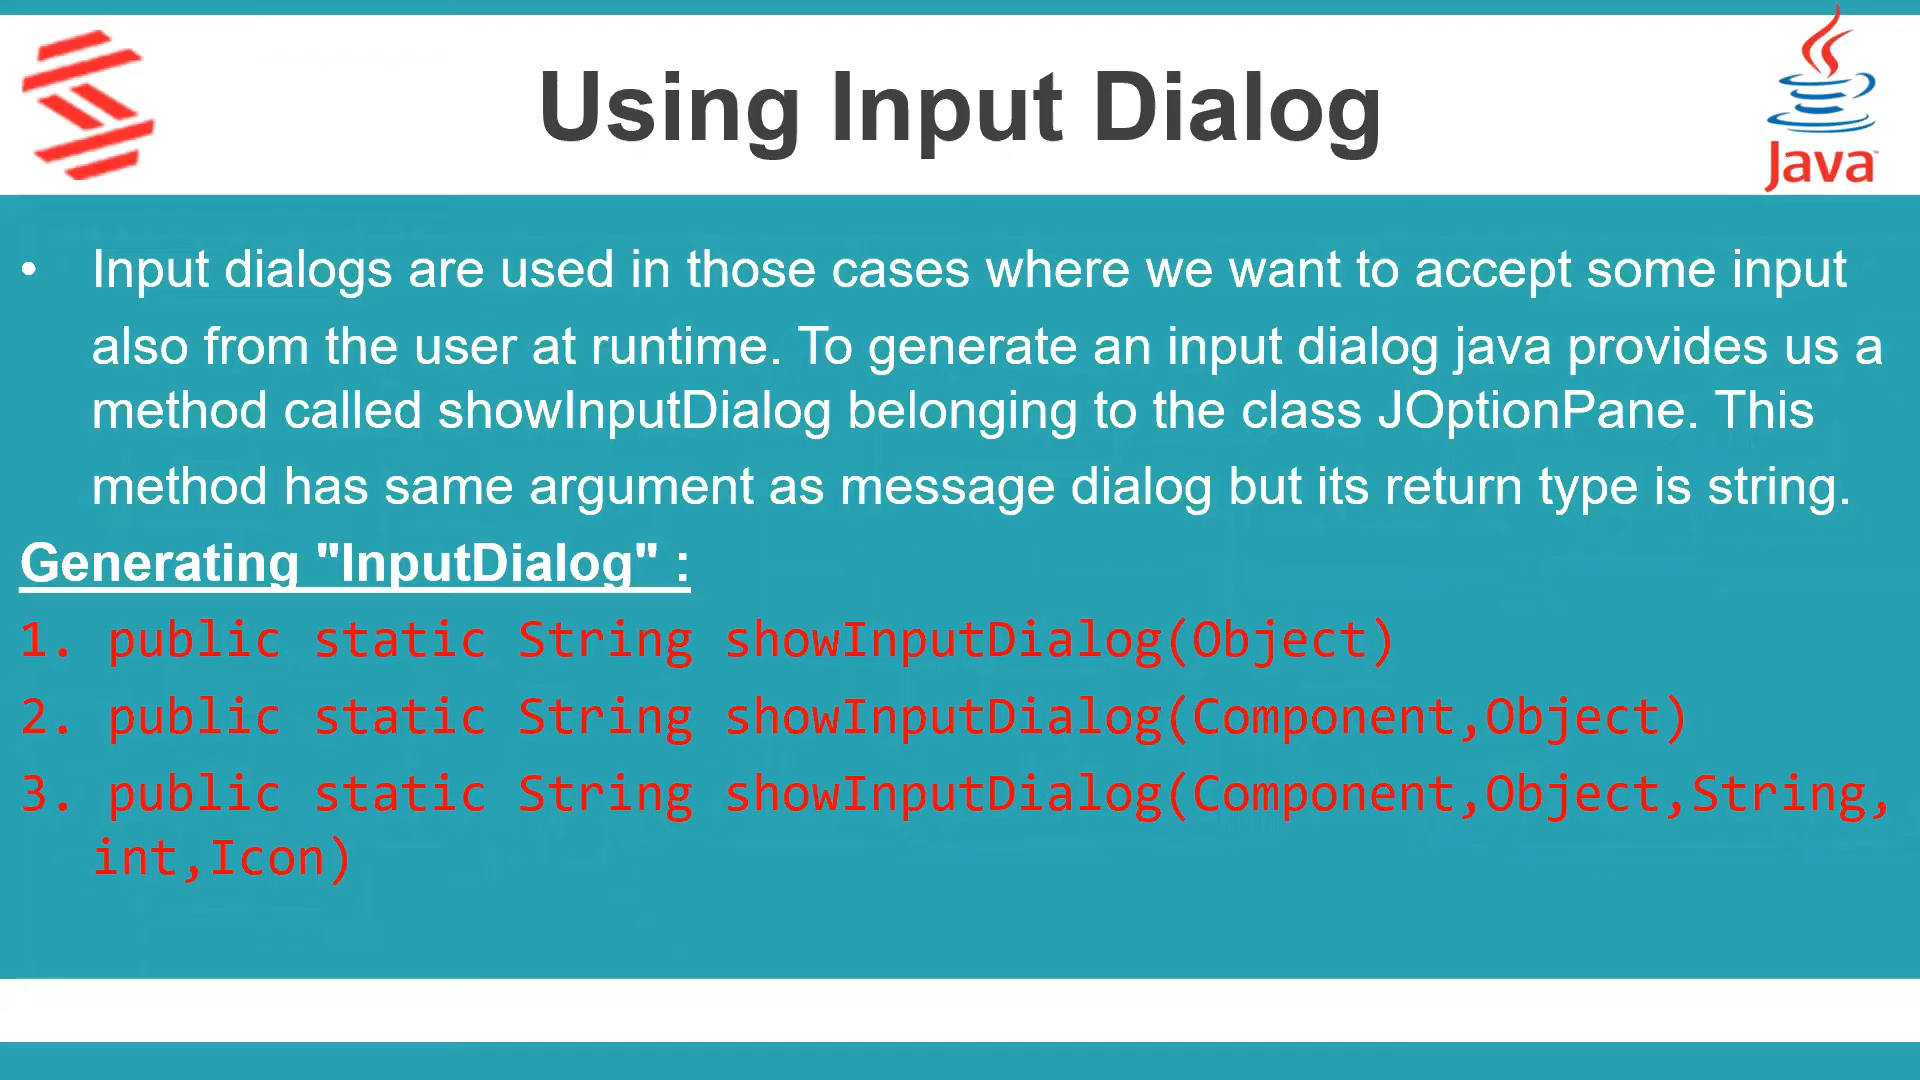 Using Input Dialog
Java™
• Input dialogs are used in those cases where we want to accept some input
also from the user at runtime. To generate an input dialog java provides us a
method called showInputDialog belonging to the class JOptionPane. This
method has same argument as message dialog but its return type is string.
Generating "InputDialog" :
1. public static String showInputDialog(Object)
2. public static String showInputDialog(Component,Object)
3. public static String showInputDialog(Component,Object,String,
int,Icon)